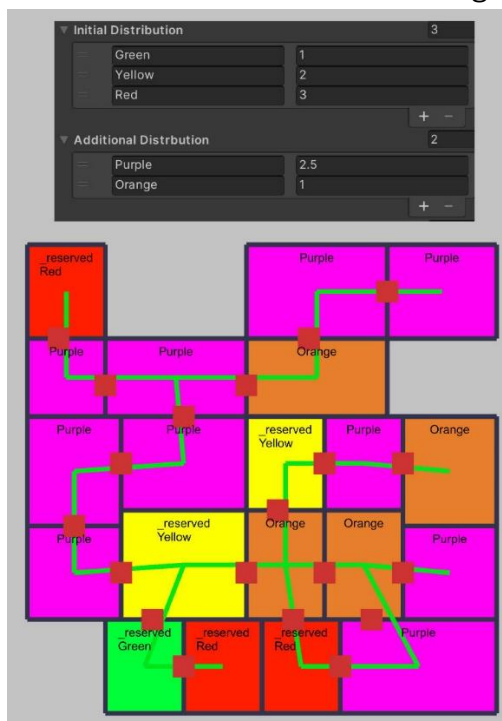 Initial Distribution 3
Green 1
Yellow 2
Red 3
+ −
Additional Distrbution 2
Purple 2.5
Orange 1
+ −
_reserved
Red
Purple
Purple
Purple
Purple
Orange
Purple
Purple
_reserved
Yellow
Purple
Orange
Purple
_reserved
Yellow
Orange
Orange
Purple
_reserved
Green
_reserved
Red
_reserved
Red
Purple